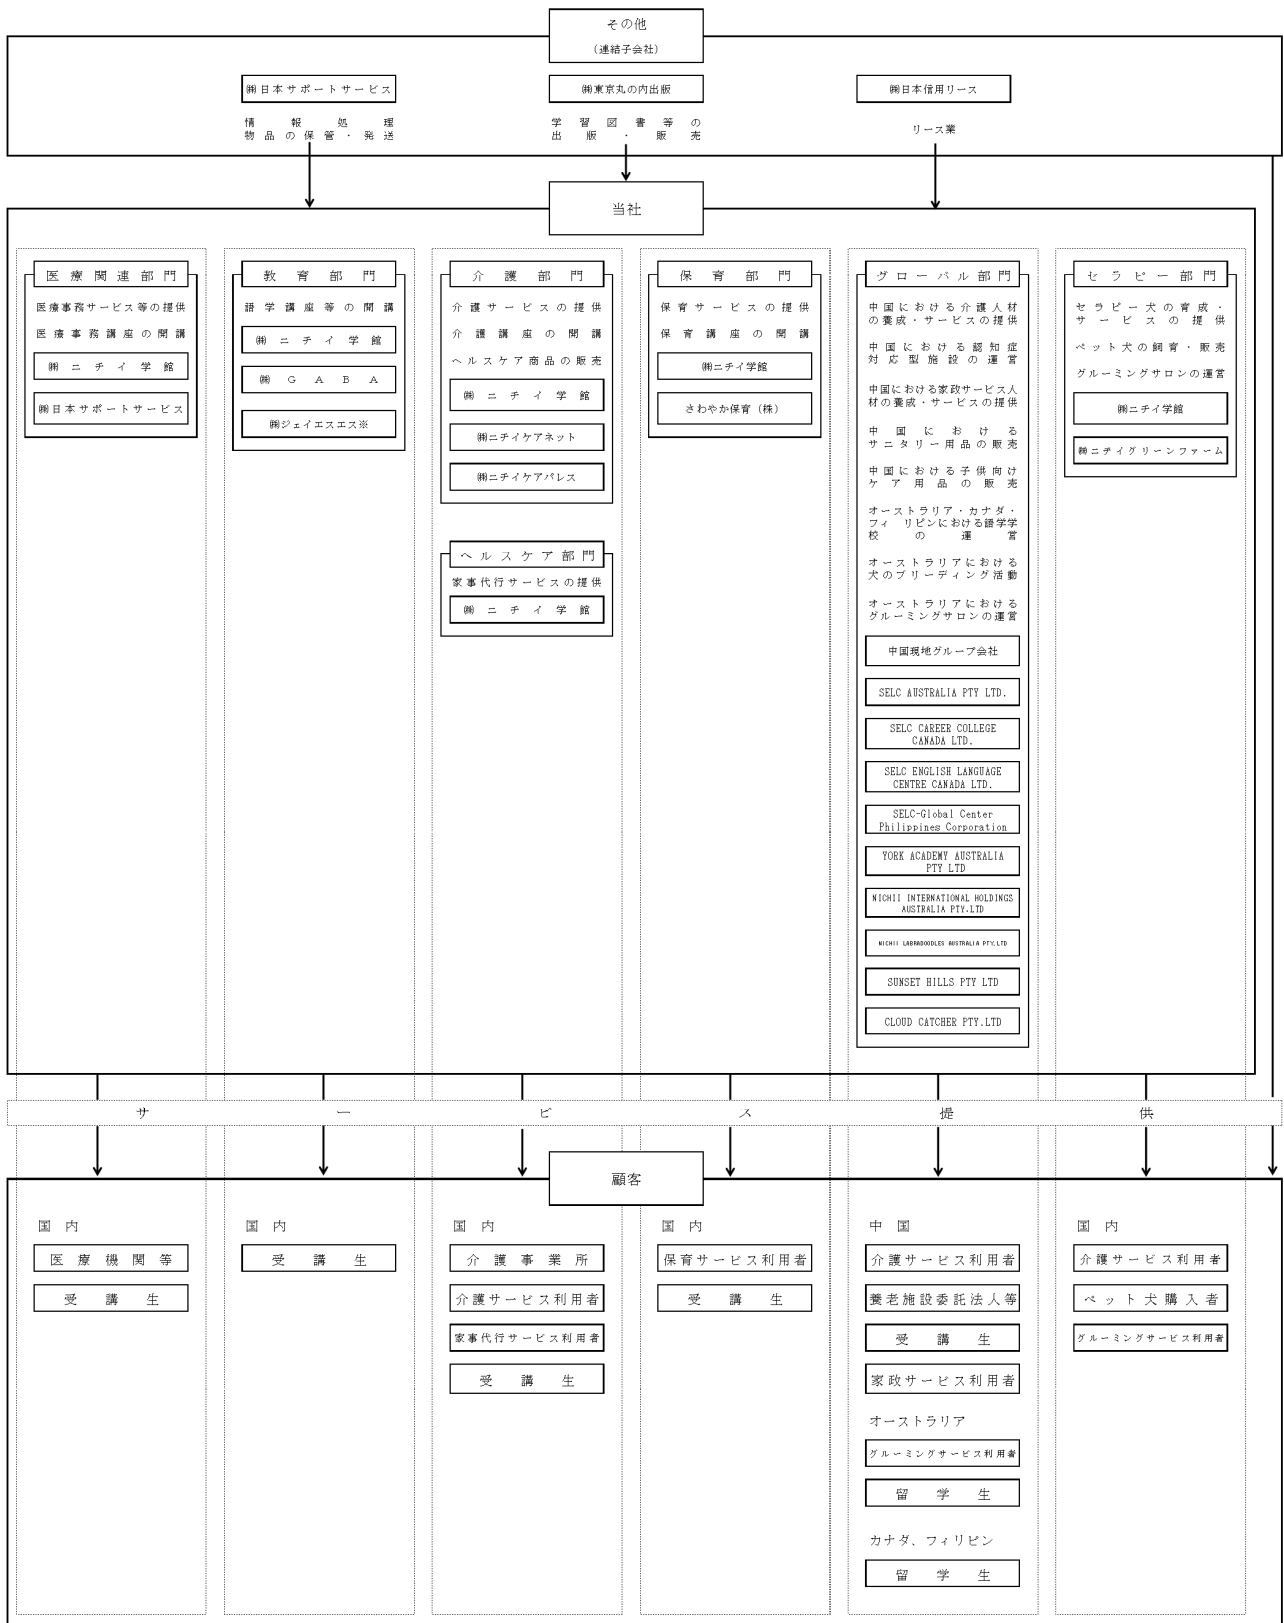 その他
(連結子会社)
㈱日本サポートサービス
情報処理
物品の保管・発送
㈱東京丸の内出版
学習図書等の
出版・販売
㈱日本信用リース
リース業
当社
医療関連部門
医療事務サービス等の提供
医療事務講座の開講
㈱ニチイ学館
㈱日本サポートサービス
教育部門
語学講座等の開講
㈱ニチイ学館
㈱GABA
㈱ジェイエスエス※
介護部門
介護サービスの提供
介護講座の開講
ヘルスケア商品の販売
㈱ニチイ学館
㈱ニチイケアネット
㈱ニチイケアパレス
ヘルスケア部門
家事代行サービスの提供
㈱ニチイ学館
保育部門
保育サービスの提供
保育講座の開講
㈱ニチイ学館
さわやか保育(株)
グローバル部門
中国における介護人材
の養成・サービスの提供
中国における認知症
対応型施設の運営
中国における家政サービス人
材の養成・サービスの提供
中国における
サニタリー用品の販売
中国における子供向け
ケア用品の販売
オーストラリア・カナダ・
フィリピンにおける語学学
校の運営
オーストラリアにおける
犬のブリーディング活動
オーストラリアにおける
グルーミングサロンの運営
中国現地グループ会社
SELC AUSTRALIA PTY LTD.
SELC CAREER COLLEGE
CANADA LTD.
SELC ENGLISH LANGUAGE
CENTRE CANADA LTD.
SELC-Global Center
Philippines Corporation
YORK ACADEMY AUSTRALIA
PTY LTD
NICHII INTERNATIONAL HOLDINGS
AUSTRALIA PTY.LTD
NICHII LABRADOODLES AUSTRALIA PTY.LTD
SUNSET HILLS PTY LTD
CLOUD CATCHER PTY.LTD
セラピー部門
セラピー犬の育成・
サービスの提供
ペット犬の飼育・販売
グルーミングサロンの運営
㈱ニチイ学館
㈱ニチイグリーンファーム
サービス提供
顧客
国内
医療機関等
受講生
国内
受講生
国内
介護事業所
介護サービス利用者
家事代行サービス利用者
受講生
国内
保育サービス利用者
受講生
中国
介護サービス利用者
養老施設委託法人等
受講生
家政サービス利用者
オーストラリア
グルーミングサービス利用者
留学生
カナダ、フィリピン
留学生
国内
介護サービス利用者
ペット犬購入者
グルーミングサービス利用者